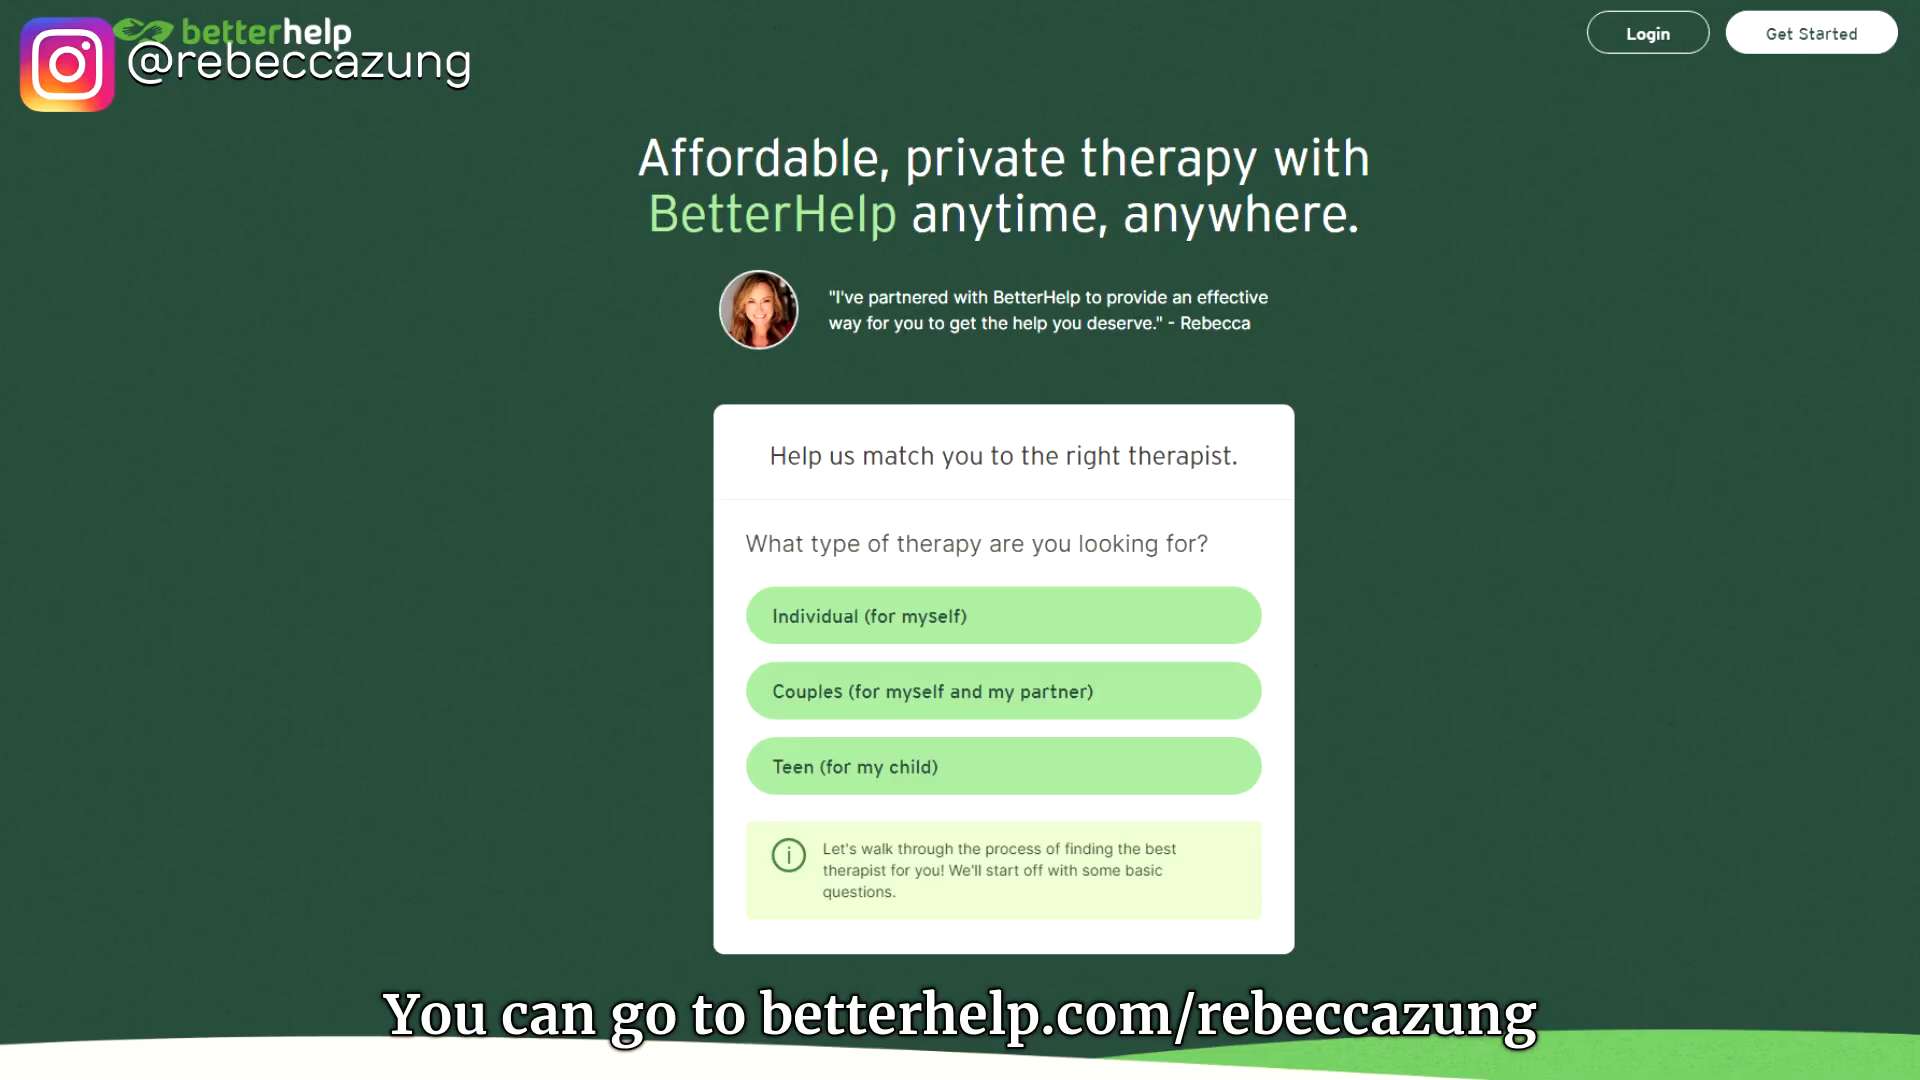 betterhelp
@rebeccazung
Login
Get Started
Affordable, private therapy with
BetterHelp anytime, anywhere.
"I've partnered with BetterHelp to provide an effective
way for you to get the help you deserve." - Rebecca
Help us match you to the right therapist.
What type of therapy are you looking for?
Individual (for myself)
Couples (for myself and my partner)
Teen (for my child)
Let's walk through the process of finding the best
therapist for you! We'll start off with some basic
questions.
You can go to betterhelp.com/rebeccazung